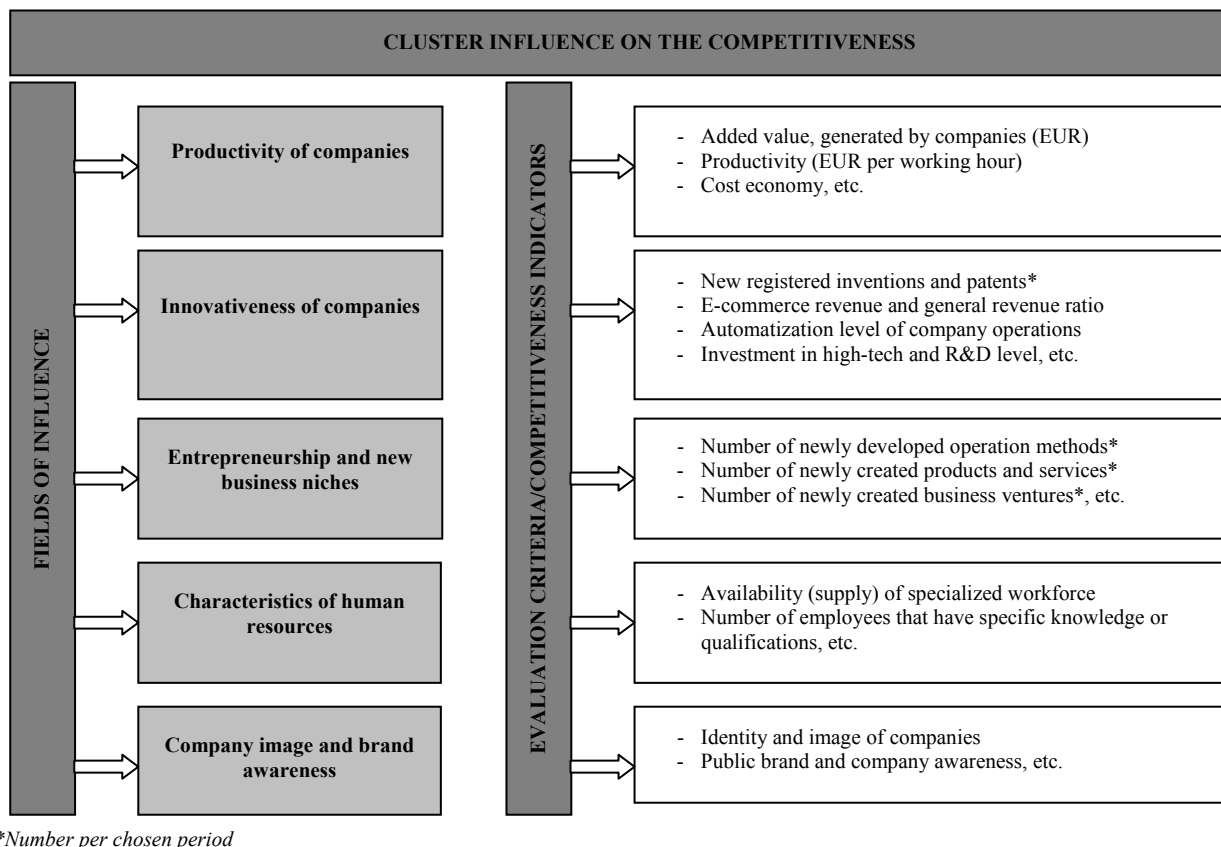 CLUSTER INFLUENCE ON THE COMPETITIVENESS
FIELDS OF INFLUENCE
Productivity of companies
Innovativeness of companies
Entrepreneurship and new
business niches
Characteristics of human
resources
Company image and brand
awareness
EVALUATION CRITERIA/COMPETITIVENESS INDICATORS
- Added value, generated by companies (EUR)
- Productivity (EUR per working hour)
- Cost economy, etc.
- New registered inventions and patents*
- E-commerce revenue and general revenue ratio
- Automatization level of company operations
- Investment in high-tech and R&D level, etc.
- Number of newly developed operation methods*
- Number of newly created products and services*
- Number of newly created business ventures*, etc.
- Availability (supply) of specialized workforce
- Number of employees that have specific knowledge or
qualifications, etc.
- Identity and image of companies
- Public brand and company awareness, etc.
*Number per chosen period